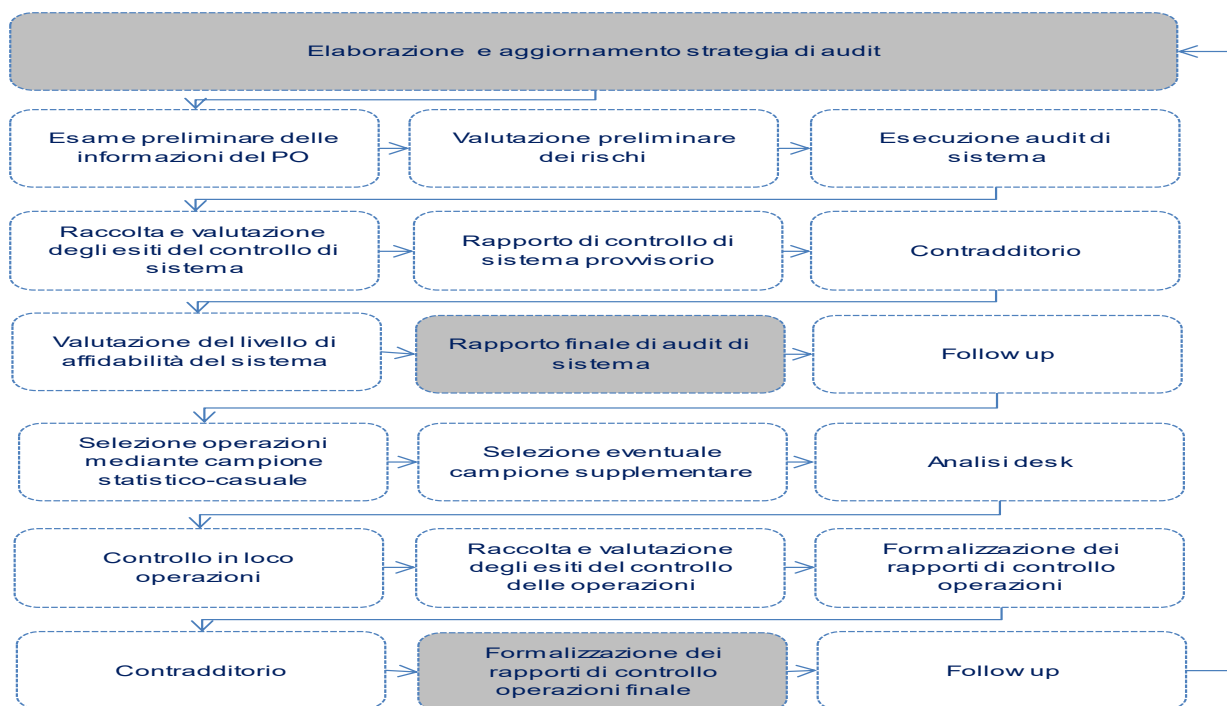 Elaborazione e aggiornamento strategia di audit
Esame preliminare delle
informazioni del PO
Valutazione preliminare
dei rischi
Esecuzione audit di
sistema
Raccolta e valutazione
degli esiti del controllo di
sistema
Rapporto di controllo di
sistema provvisorio
Contradditorio
Valutazione del livello di
affidabilità del sistema
Rapporto finale di audit di
sistema
Follow up
Selezione operazioni
mediante campione
statistico-casuale
Selezione eventuale
campione supplementare
Analisi desk
Controllo in loco
operazioni
Raccolta e valutazione
degli esiti del controllo
delle operazioni
Formalizzazione dei
rapporti di controllo
operazioni
Contradditorio
Formalizzazione dei
rapporti di controllo
operazioni finale
Follow up